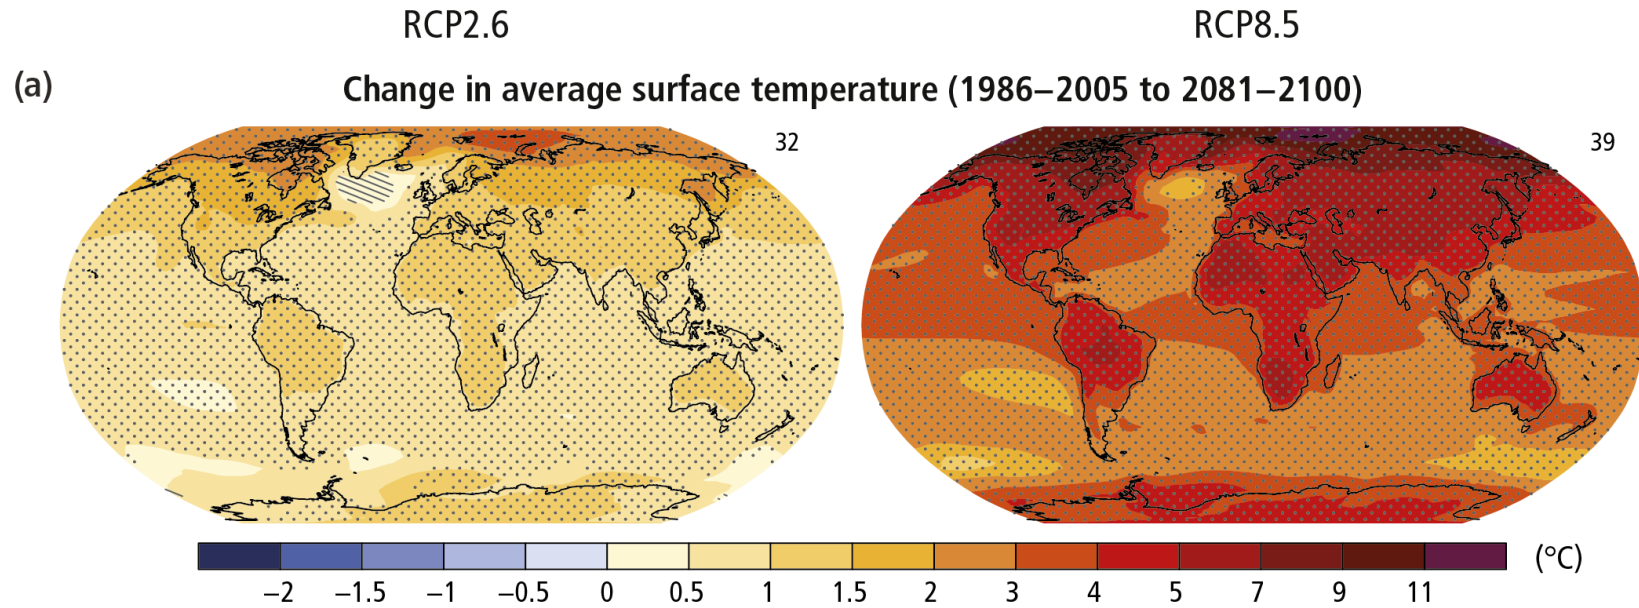 RCP2.6 RCP8.5
(a) Change in average surface temperature (1986–2005 to 2081–2100)
32 39
−2 −1.5 −1 −0.5 0 0.5 1 1.5 2 3 4 5 7 9 11 (°C)